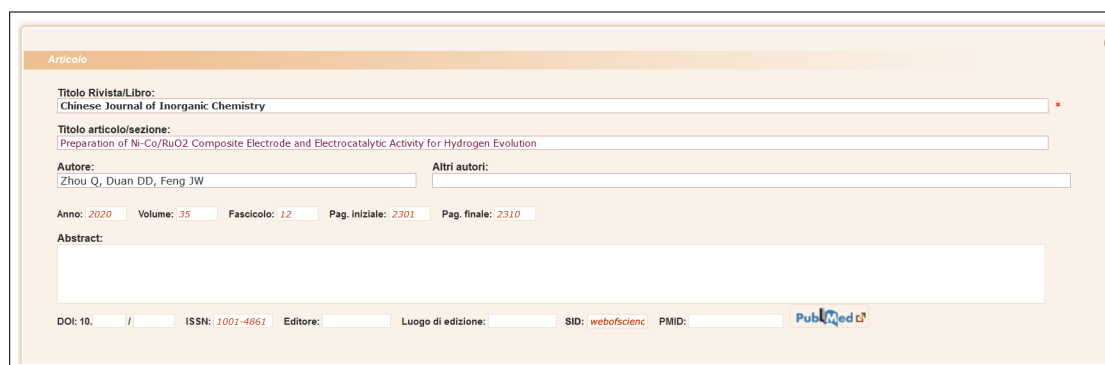 Articolo
Titolo Rivista/Libro:
Chinese Journal of Inorganic Chemistry *
Titolo articolo/sezione:
Preparation of Ni-Co/RuO2 Composite Electrode and Electrocatalytic Activity for Hydrogen Evolution
Autore: Altri autori:
Zhou Q, Duan DD, Feng JW
Anno: 2020 Volume: 35 Fascicolo: 12 Pag. iniziale: 2301 Pag. finale: 2310
Abstract:
DOI: 10. / ISSN: 1001-4861 Editore: Luogo di edizione: SID: webofscienc PMID: PubMed